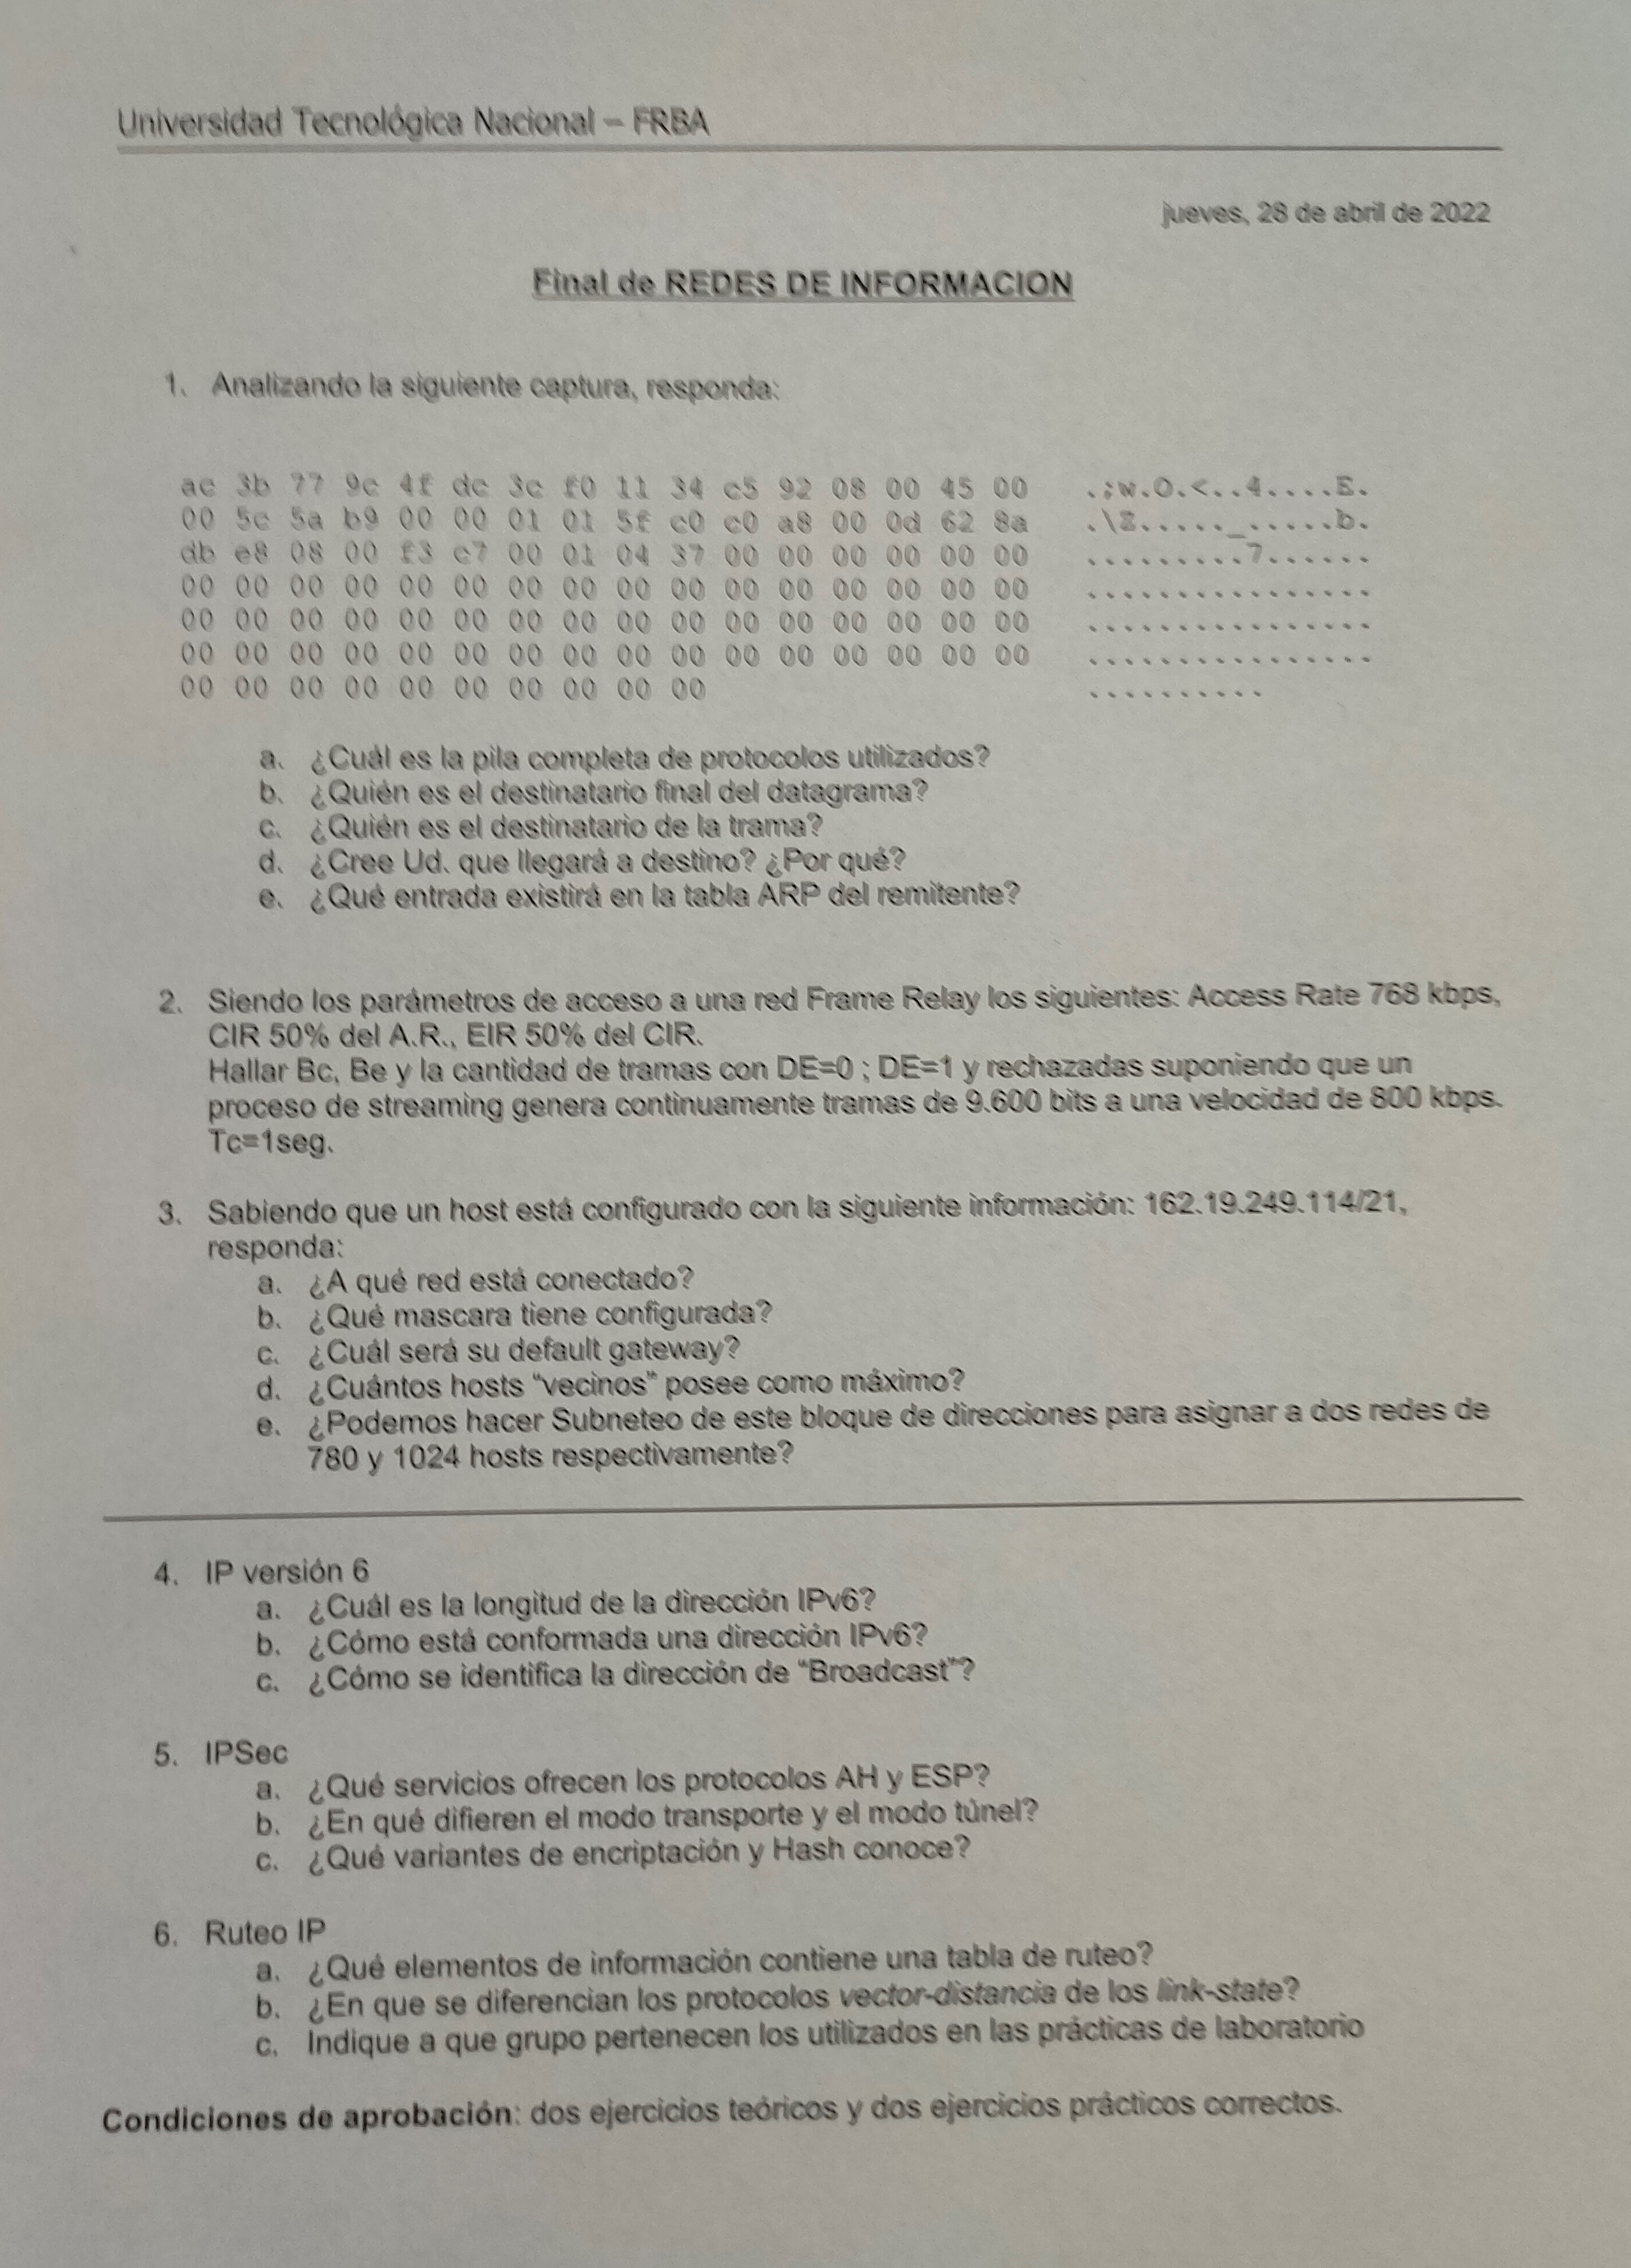 Universidad Tecnológica Nacional – FRBA
jueves, 28 de abril de 2022
Final de REDES DE INFORMACION
1. Analizando la siguiente captura, responda:
ac 3b 77 9c 4f dc 3c f0 11 34 c5 92 08 00 45 00 .;w.O.<..4....E.
00 5c 5a b9 00 00 01 01 5f c0 c0 a8 00 0d 62 8a .\Z....._.....b.
db e8 08 00 f3 c7 00 01 04 37 00 00 00 00 00 00 .........7......
00 00 00 00 00 00 00 00 00 00 00 00 00 00 00 00 ................
00 00 00 00 00 00 00 00 00 00 00 00 00 00 00 00 ................
00 00 00 00 00 00 00 00 00 00 00 00 00 00 00 00 ................
00 00 00 00 00 00 00 00 00 00 ..........
a. ¿Cuál es la pila completa de protocolos utilizados?
b. ¿Quién es el destinatario final del datagrama?
c. ¿Quién es el destinatario de la trama?
d. ¿Cree Ud. que llegará a destino? ¿Por qué?
e. ¿Qué entrada existirá en la tabla ARP del remitente?
2. Siendo los parámetros de acceso a una red Frame Relay los siguientes: Access Rate 768 kbps,
CIR 50% del A.R., EIR 50% del CIR.
Hallar Bc, Be y la cantidad de tramas con DE=0 ; DE=1 y rechazadas suponiendo que un
proceso de streaming genera continuamente tramas de 9.600 bits a una velocidad de 800 kbps.
Tc=1seg.
3. Sabiendo que un host está configurado con la siguiente información: 162.19.249.114/21,
responda:
a. ¿A qué red está conectado?
b. ¿Qué mascara tiene configurada?
c. ¿Cuál será su default gateway?
d. ¿Cuántos hosts “vecinos” posee como máximo?
e. ¿Podemos hacer Subneteo de este bloque de direcciones para asignar a dos redes de
780 y 1024 hosts respectivamente?
4. IP versión 6
a. ¿Cuál es la longitud de la dirección IPv6?
b. ¿Cómo está conformada una dirección IPv6?
c. ¿Cómo se identifica la dirección de “Broadcast”?
5. IPSec
a. ¿Qué servicios ofrecen los protocolos AH y ESP?
b. ¿En qué difieren el modo transporte y el modo túnel?
c. ¿Qué variantes de encriptación y Hash conoce?
6. Ruteo IP
a. ¿Qué elementos de información contiene una tabla de ruteo?
b. ¿En que se diferencian los protocolos vector-distancia de los link-state?
c. Indique a que grupo pertenecen los utilizados en las prácticas de laboratorio
Condiciones de aprobación: dos ejercicios teóricos y dos ejercicios prácticos correctos.